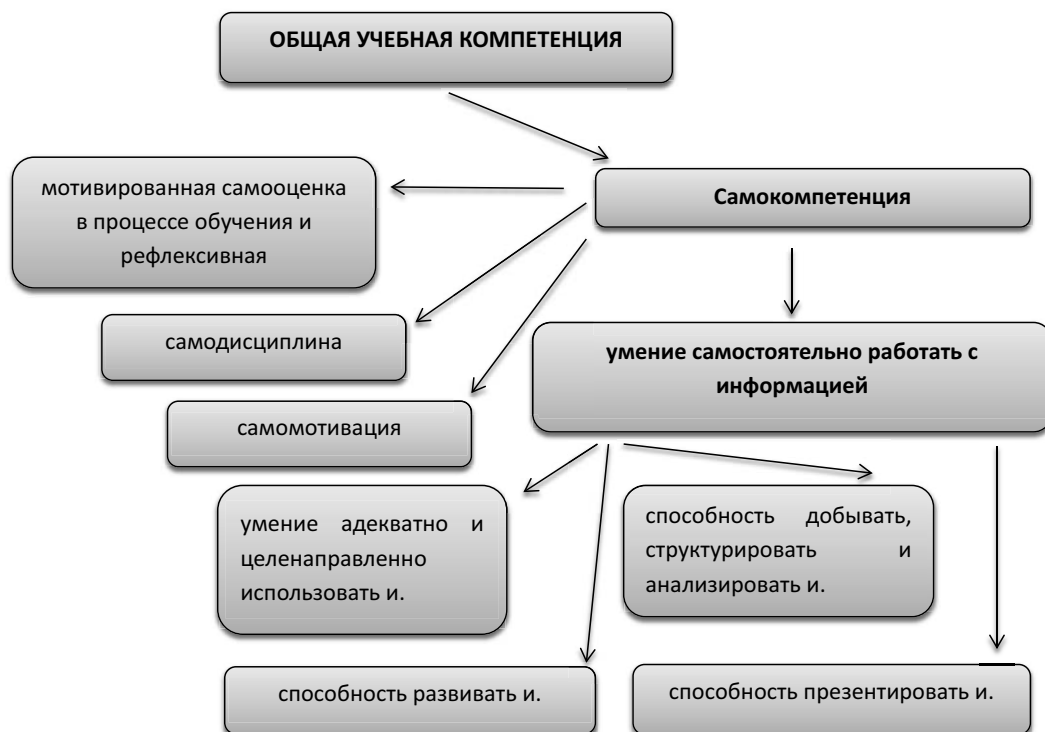 ОБЩАЯ УЧЕБНАЯ КОМПЕТЕНЦИЯ
мотивированная самооценка
в процессе обучения и
рефлексивная
Самокомпетенция
самодисциплина
умение самостоятельно работать с
информацией
самомотивация
умение адекватно и
целенаправленно
использовать и.
способность добывать,
структурировать и
анализировать и.
способность развивать и.
способность презентировать и.